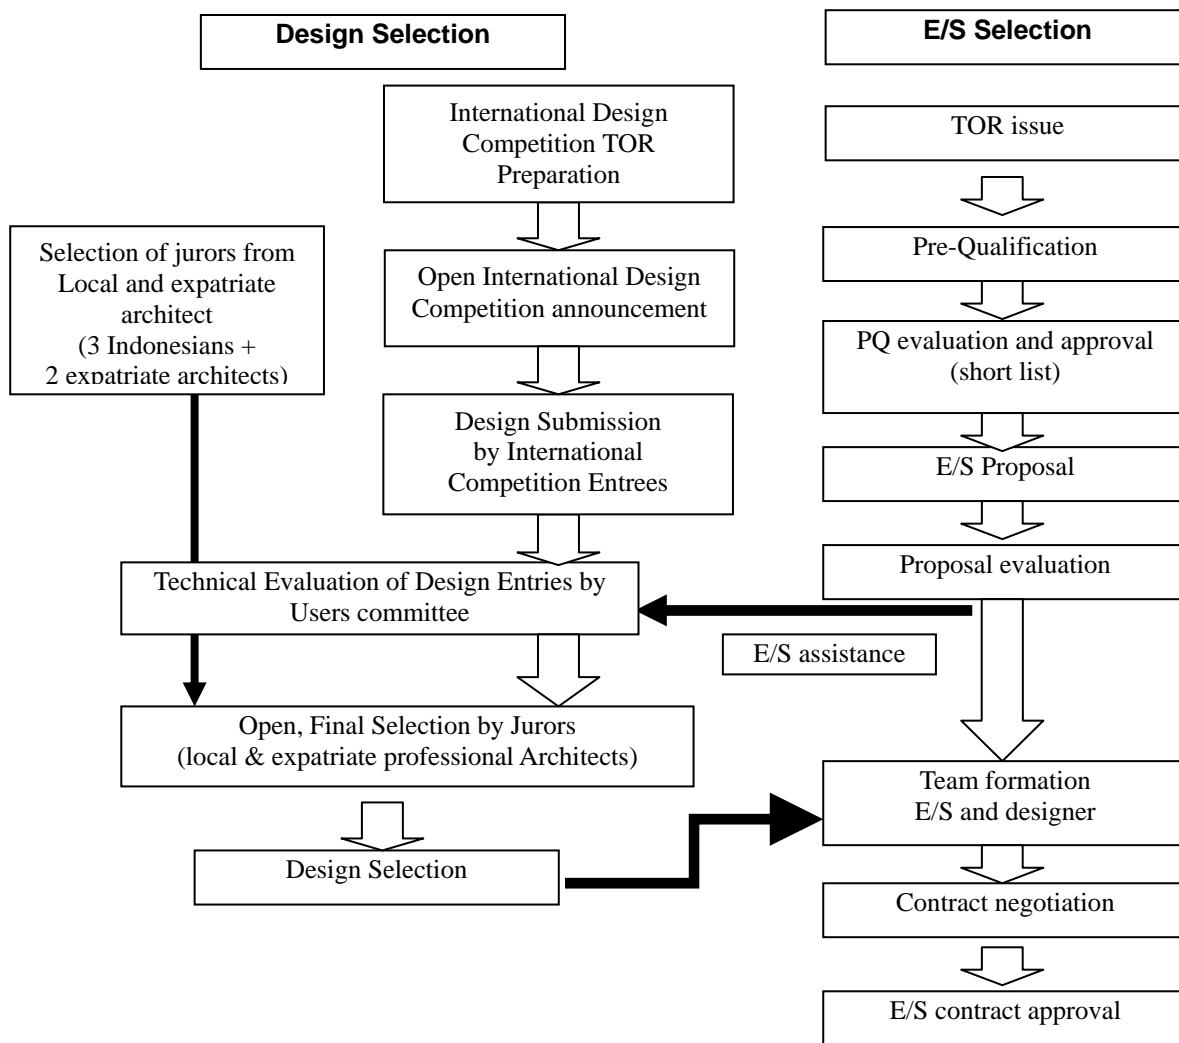 Design Selection
E/S Selection
International Design
Competition TOR
Preparation
TOR issue
Selection of jurors from
Local and expatriate
architect
(3 Indonesians +
2 expatriate architects)
Open International Design
Competition announcement
Pre-Qualification
PQ evaluation and approval
(short list)
Design Submission
by International
Competition Entrees
E/S Proposal
Technical Evaluation of Design Entries by
Users committee
Proposal evaluation
E/S assistance
Open, Final Selection by Jurors
(local & expatriate professional Architects)
Team formation
E/S and designer
Design Selection
Contract negotiation
E/S contract approval